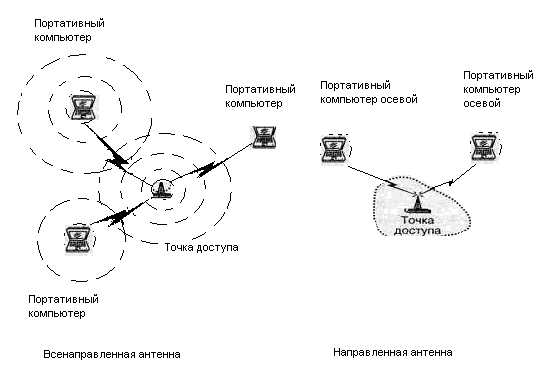 Портативный
компьютер
Портативный
компьютер
Портативный
компьютер осевой
Портативный
компьютер
осевой
Точка
доступа
Точка доступа
Портативный
компьютер
Всенаправленная антенна
Направленная антенна